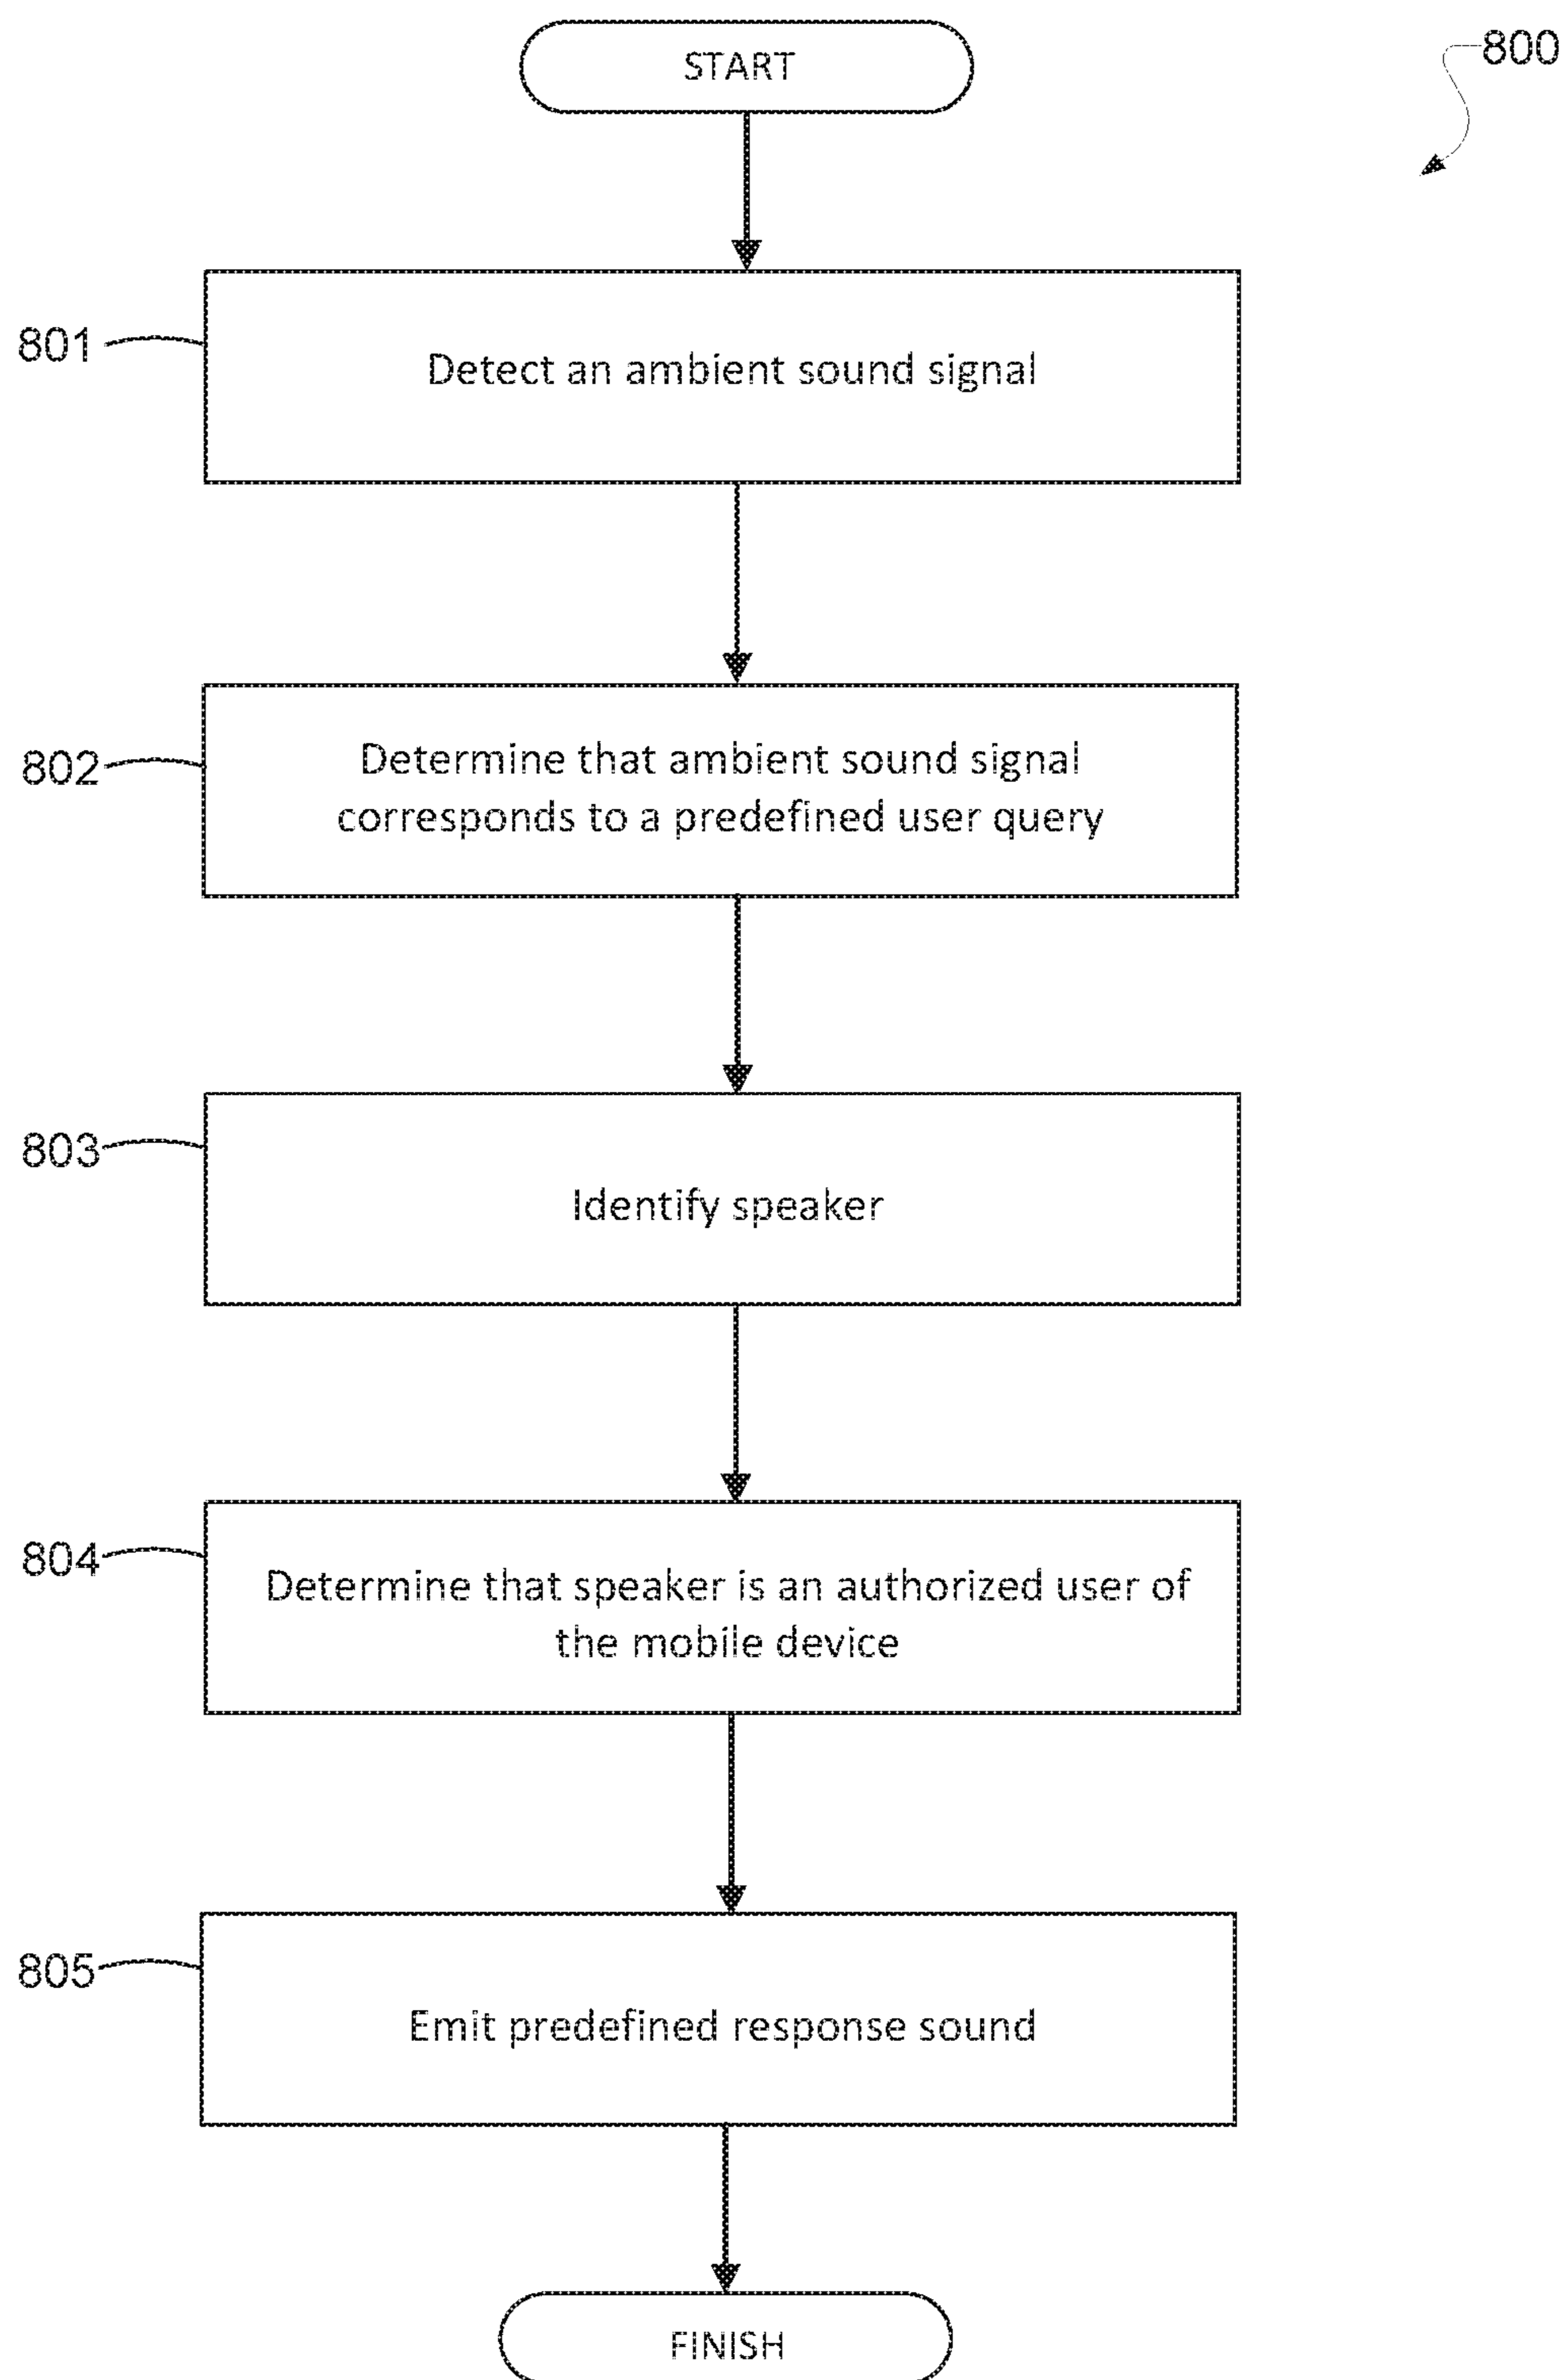 START
800
801
Detect an ambient sound signal
802
Determine that ambient sound signal
corresponds to a predefined user query
803
Identify speaker
804
Determine that speaker is an authorized user of
the mobile device
805
Emit predefined response sound
FINISH